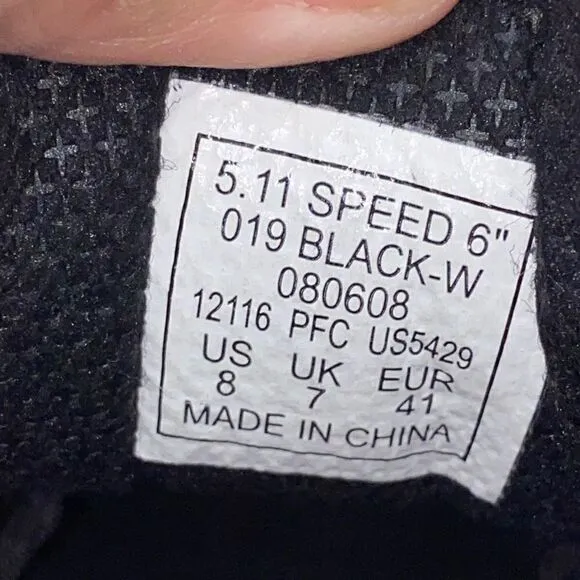 5.11 SPEED 6"
019 BLACK-W
080608
12116 PFC US5429
US UK EUR
8 7 41
MADE IN CHINA